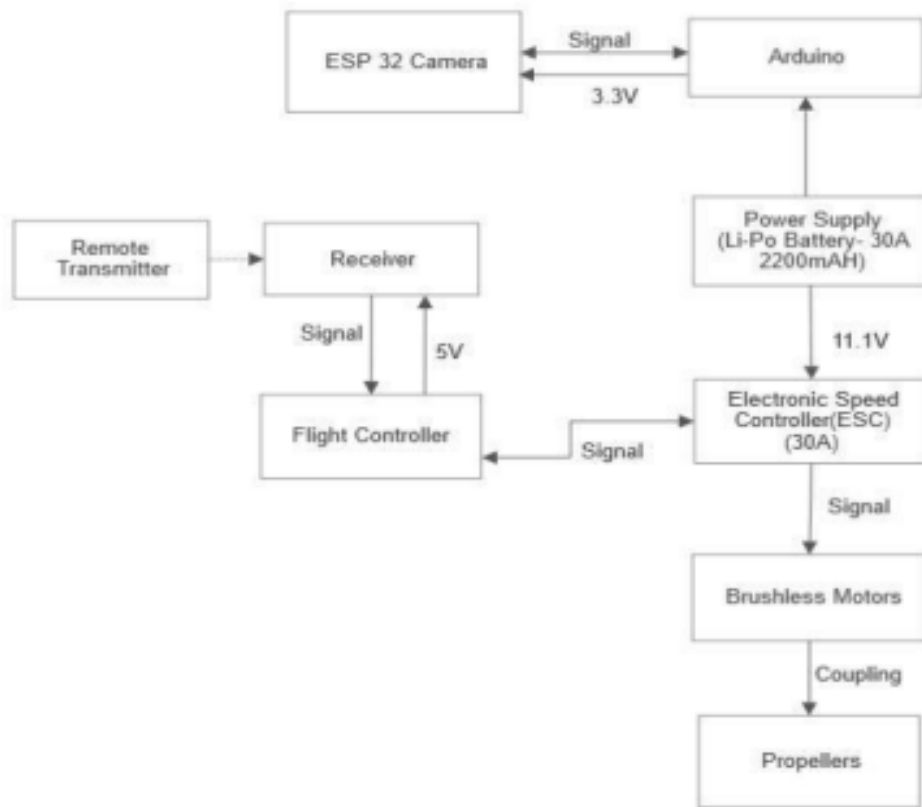 ESP 32 Camera
Signal
3.3V
Arduino
Power Supply
(Li-Po Battery- 30A
2200mAH)
Remote
Transmitter
Receiver
Signal
5V
11.1V
Flight Controller
Signal
Electronic Speed
Controller(ESC)
(30A)
Signal
Brushless Motors
Coupling
Propellers